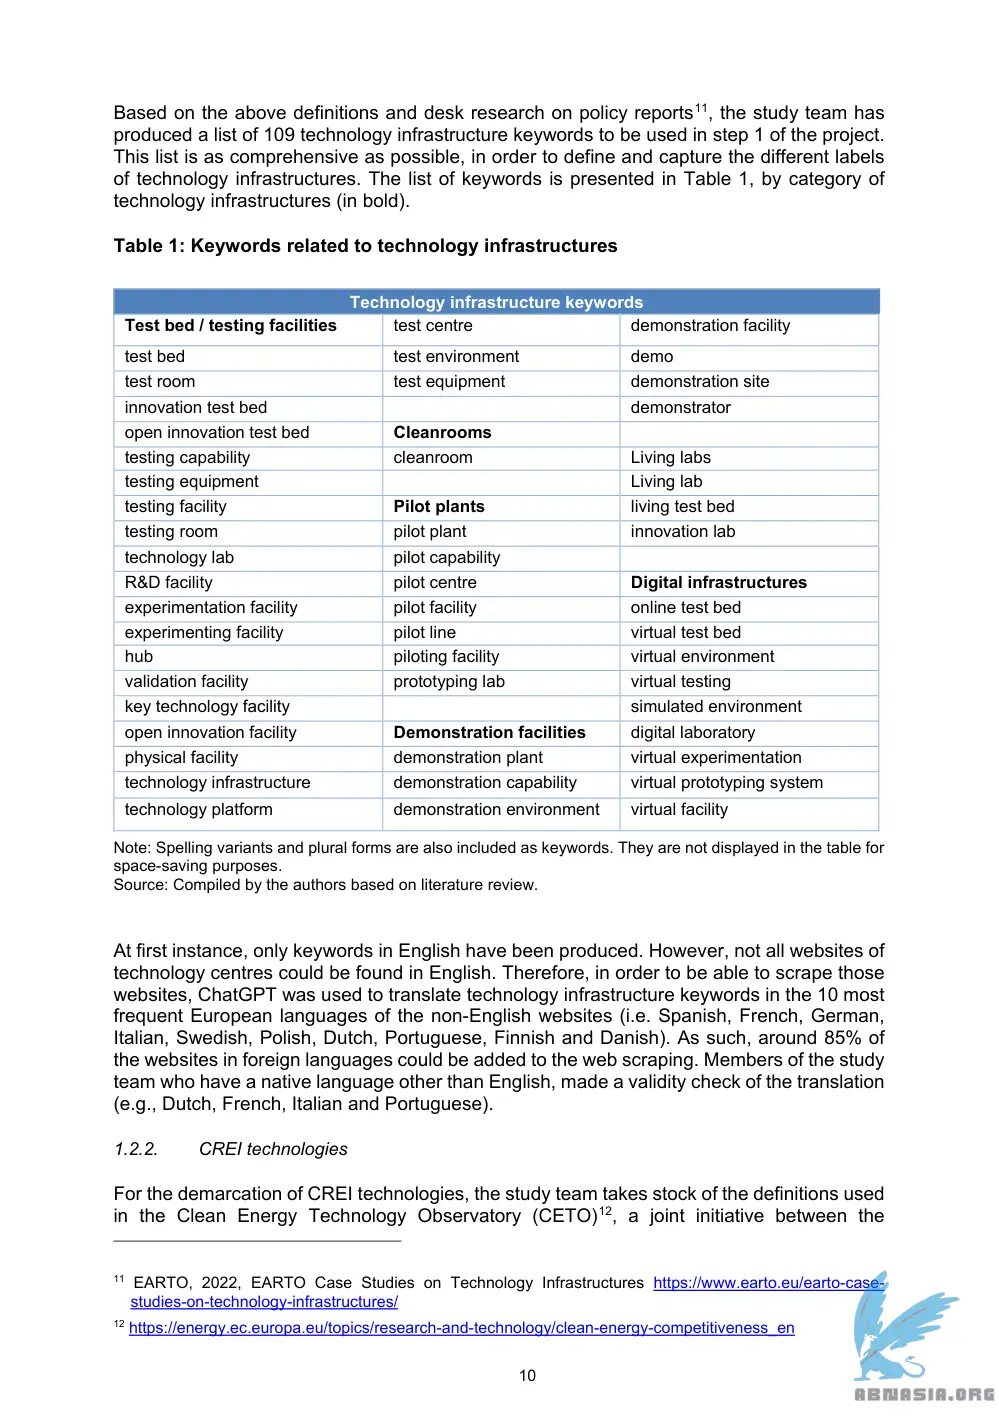 Based on the above definitions and desk research on policy reports11, the study team has
produced a list of 109 technology infrastructure keywords to be used in step 1 of the project.
This list is as comprehensive as possible, in order to define and capture the different labels
of technology infrastructures. The list of keywords is presented in Table 1, by category of
technology infrastructures (in bold).
Table 1: Keywords related to technology infrastructures
Technology infrastructure keywords
Test bed / testing facilities test centre demonstration facility
test bed test environment demo
test room test equipment demonstration site
innovation test bed demonstrator
open innovation test bed Cleanrooms
testing capability cleanroom Living labs
testing equipment Living lab
testing facility Pilot plants living test bed
testing room pilot plant innovation lab
technology lab pilot capability
R&D facility pilot centre Digital infrastructures
experimentation facility pilot facility online test bed
experimenting facility pilot line virtual test bed
hub piloting facility virtual environment
validation facility prototyping lab virtual testing
key technology facility simulated environment
open innovation facility Demonstration facilities digital laboratory
physical facility demonstration plant virtual experimentation
technology infrastructure demonstration capability virtual prototyping system
technology platform demonstration environment virtual facility
Note: Spelling variants and plural forms are also included as keywords. They are not displayed in the table for
space-saving purposes.
Source: Compiled by the authors based on literature review.
At first instance, only keywords in English have been produced. However, not all websites of
technology centres could be found in English. Therefore, in order to be able to scrape those
websites, ChatGPT was used to translate technology infrastructure keywords in the 10 most
frequent European languages of the non-English websites (i.e. Spanish, French, German,
Italian, Swedish, Polish, Dutch, Portuguese, Finnish and Danish). As such, around 85% of
the websites in foreign languages could be added to the web scraping. Members of the study
team who have a native language other than English, made a validity check of the translation
(e.g., Dutch, French, Italian and Portuguese).
1.2.2. CREI technologies
For the demarcation of CREI technologies, the study team takes stock of the definitions used
in the Clean Energy Technology Observatory (CETO)12, a joint initiative between the
11 EARTO, 2022, EARTO Case Studies on Technology Infrastructures https://www.earto.eu/earto-case-
studies-on-technology-infrastructures/
12 https://energy.ec.europa.eu/topics/research-and-technology/clean-energy-competitiveness_en
10
ABNASIA.ORG